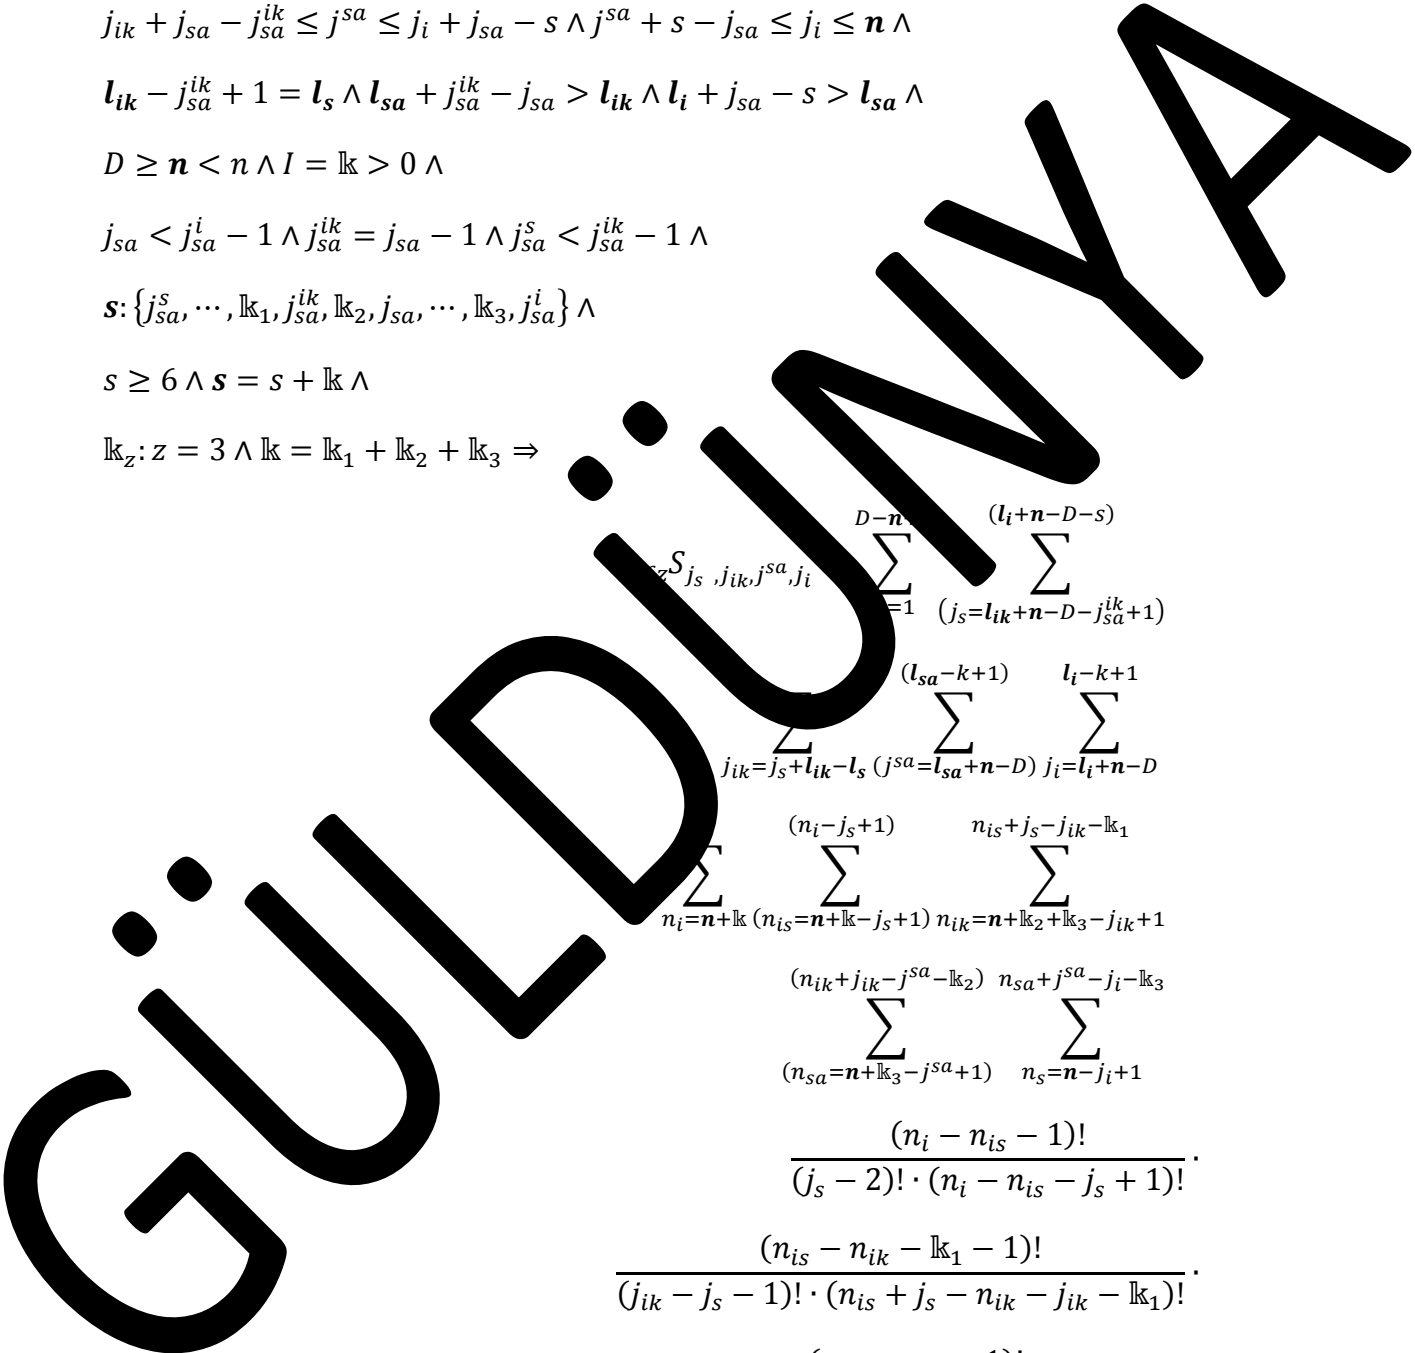 j_{ik} + j_{sa} − j_{sa}^{ik} ≤ j^{sa} ≤ j_i + j_{sa} − s ∧ j^{sa} + s − j_{sa} ≤ j_i ≤ n ∧
l_{ik} − j_{sa}^{ik} + 1 = l_s ∧ l_{sa} + j_{sa}^{ik} − j_{sa} > l_{ik} ∧ l_i + j_{sa} − s > l_{sa} ∧
D ≥ n < n ∧ I = 𝕜 > 0 ∧
j_{sa} < j_{sa}^i − 1 ∧ j_{sa}^{ik} = j_{sa} − 1 ∧ j_{sa}^s < j_{sa}^{ik} − 1 ∧
s: {j_{sa}^s, ⋯, 𝕜_1, j_{sa}^{ik}, 𝕜_2, j_{sa}, ⋯, 𝕜_3, j_{sa}^i} ∧
s ≥ 6 ∧ s = s + 𝕜 ∧
𝕜_z: z = 3 ∧ 𝕜 = 𝕜_1 + 𝕜_2 + 𝕜_3 ⇒
_z S_{j_s ,j_{ik},j^{sa},j_i} ∑_{=1}^{D−n} ∑_{(j_s=l_{ik}+n−D−j_{sa}^{ik}+1)}^{(l_i+n−D−s)}
∑_{j_{ik}=j_s+l_{ik}−l_s} ∑_{(j^{sa}=l_{sa}+n−D)}^{(l_{sa}−k+1)} ∑_{j_i=l_i+n−D}^{l_i−k+1}
∑_{n_i=n+𝕜} ∑_{(n_{is}=n+𝕜−j_s+1)}^{(n_i−j_s+1)} ∑_{n_{ik}=n+𝕜_2+𝕜_3−j_{ik}+1}^{n_{is}+j_s−j_{ik}−𝕜_1}
∑_{(n_{sa}=n+𝕜_3−j^{sa}+1)}^{(n_{ik}+j_{ik}−j^{sa}−𝕜_2)} ∑_{n_s=n−j_i+1}^{n_{sa}+j^{sa}−j_i−𝕜_3}
(n_i − n_{is} − 1)!
(j_s − 2)! · (n_i − n_{is} − j_s + 1)! ·
(n_{is} − n_{ik} − 𝕜_1 − 1)!
(j_{ik} − j_s − 1)! · (n_{is} + j_s − n_{ik} − j_{ik} − 𝕜_1)! ·
GÜLDÜNYA